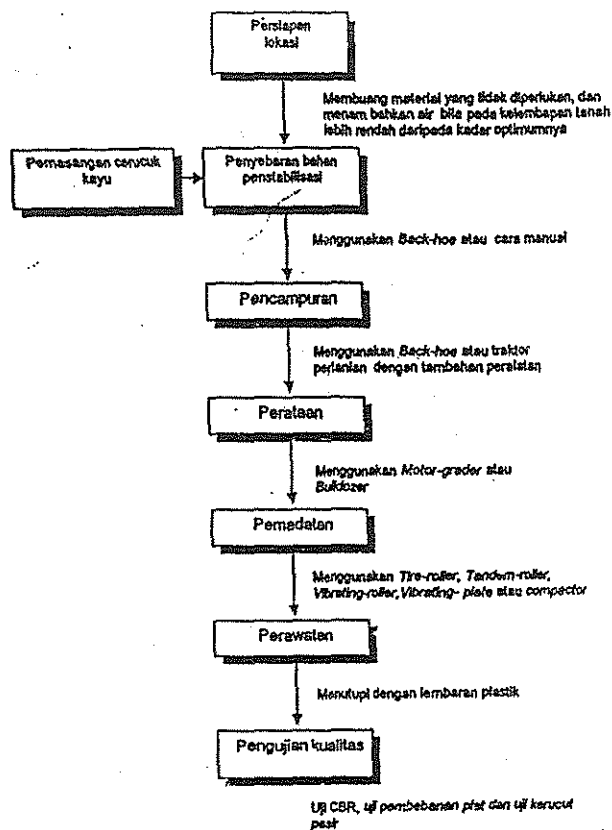 Persiapan
lokasi
Membuang material yang tidak diperlukan, dan
menam bahkan air bila pada kelembapan tanah
lebih rendah daripada kadar optimumnya
Pemasangan cerucuk
kayu
Penyebaran bahan
penstabilisasi
Menggunakan Back-hoe atau cara manual
Pencampuran
Menggunakan Back-hoe atau traktor
pertanian dengan tambahan peralatan
Perataan
Menggunakan Motor-grader atau
Bulldozer
Pemadatan
Menggunakan Tire-roller, Tandem-roller,
Vibrating-roller, Vibrating- plate atau compactor
Perawatan
Menutupi dengan lembaran plastik
Pengujian kualitas
Uji CBR, uji pembebanan plat dan uji kerucut
pasir